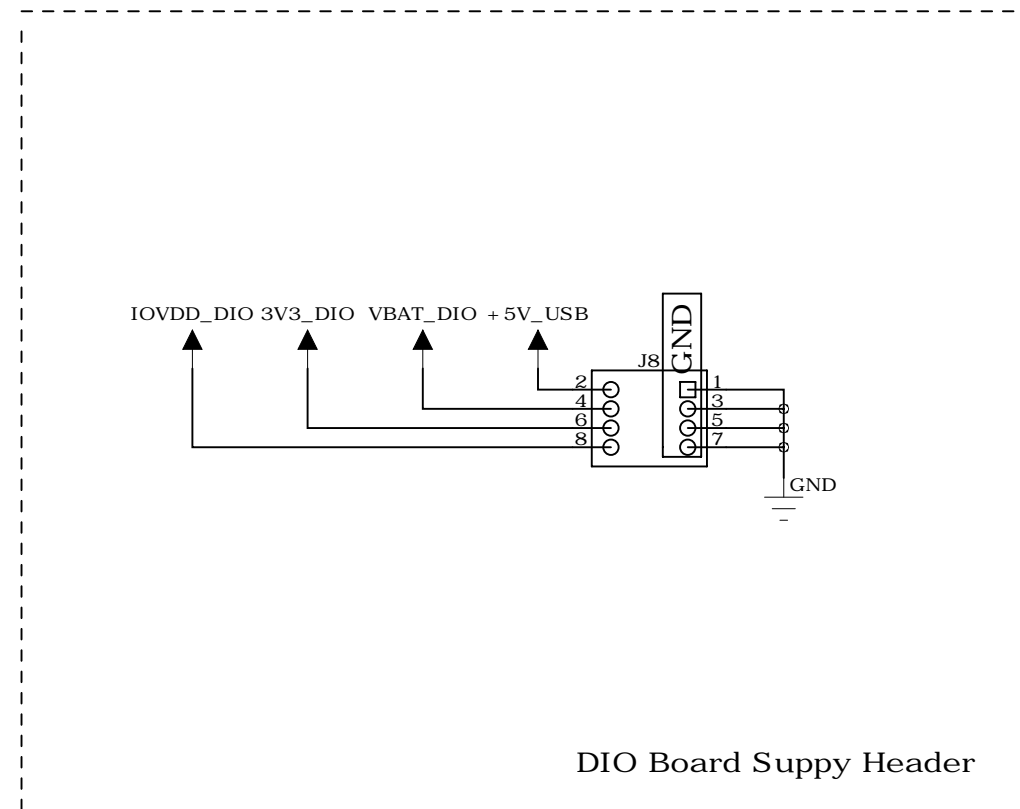 IOVDD_DIO 3V3_DIO VBAT_DIO +5V_USB
GND
J8
2 1
4 3
6 5
8 7
GND
DIO Board Suppy Header